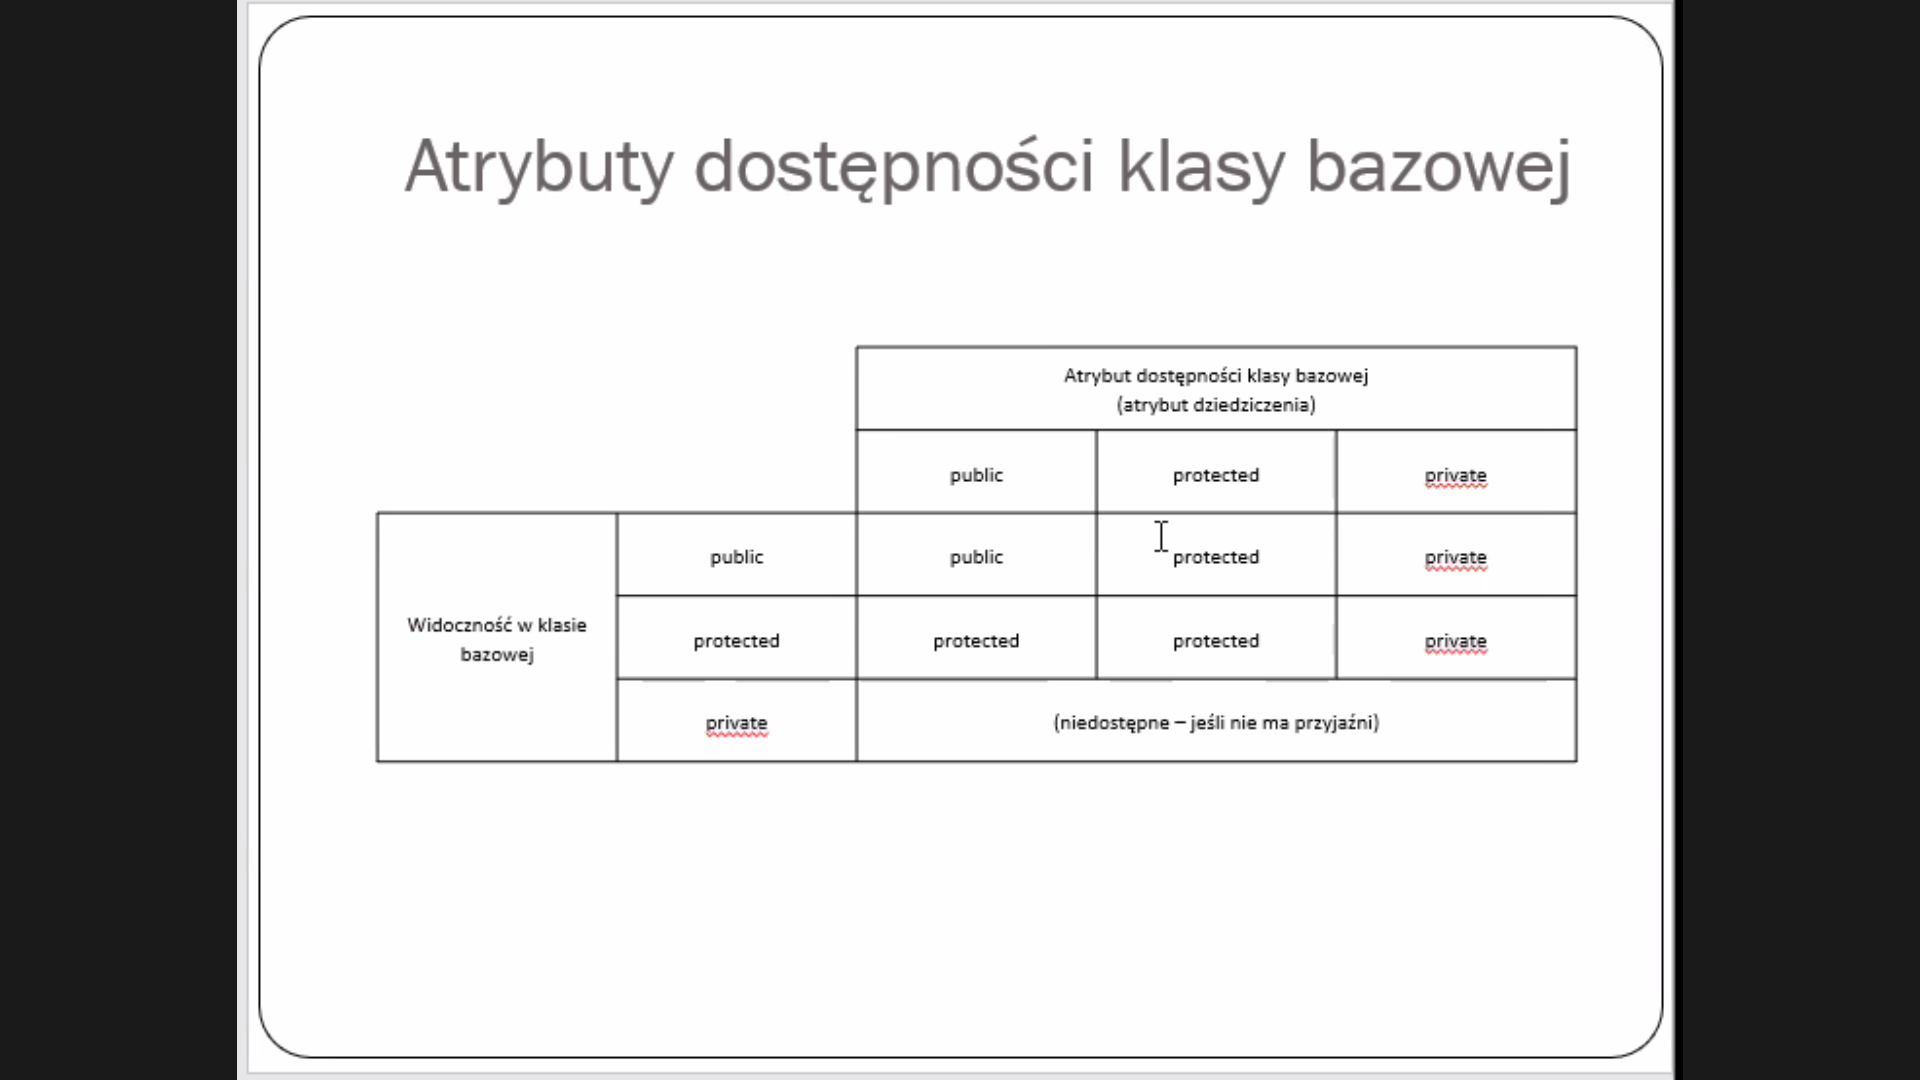 Atrybuty dostępności klasy bazowej
Atrybut dostępności klasy bazowej
(atrybut dziedziczenia)
public protected private
Widoczność w klasie
bazowej
public public protected private
protected protected protected private
private (niedostępne – jeśli nie ma przyjaźni)